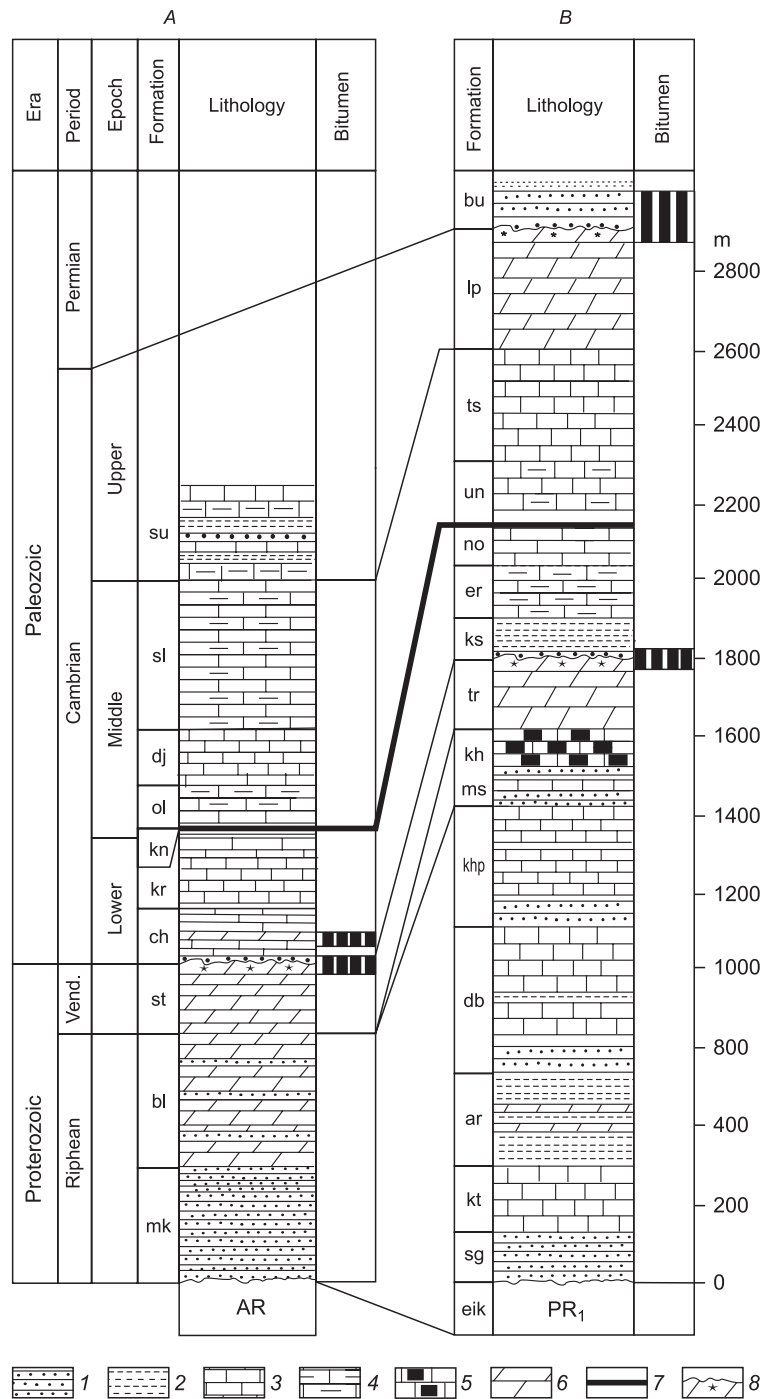 A
B
Era
Period
Epoch
Formation
Lithology
Bitumen
Formation
Lithology
Bitumen
Paleozoic
Proterozoic
Permian
Cambrian
Vend.
Riphean
Upper
Middle
Lower
su
sl
dj
ol
kn
kr
ch
st
bl
mk
AR
bu
lp
ts
un
no
er
ks
tr
kh
ms
khp
db
ar
kt
sg
eik
PR1
m
2800
2600
2400
2200
2000
1800
1600
1400
1200
1000
800
400
200
0
1 2 3 4 5 6 7 8